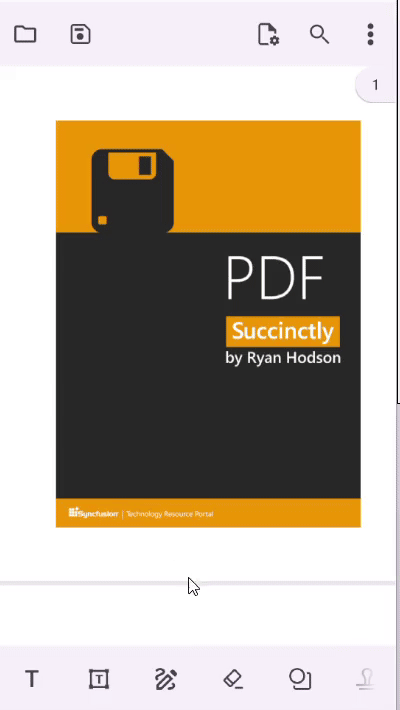 1
PDF
Succinctly
by Ryan Hodson
Syncfusion | Technology Resource Portal
T
T